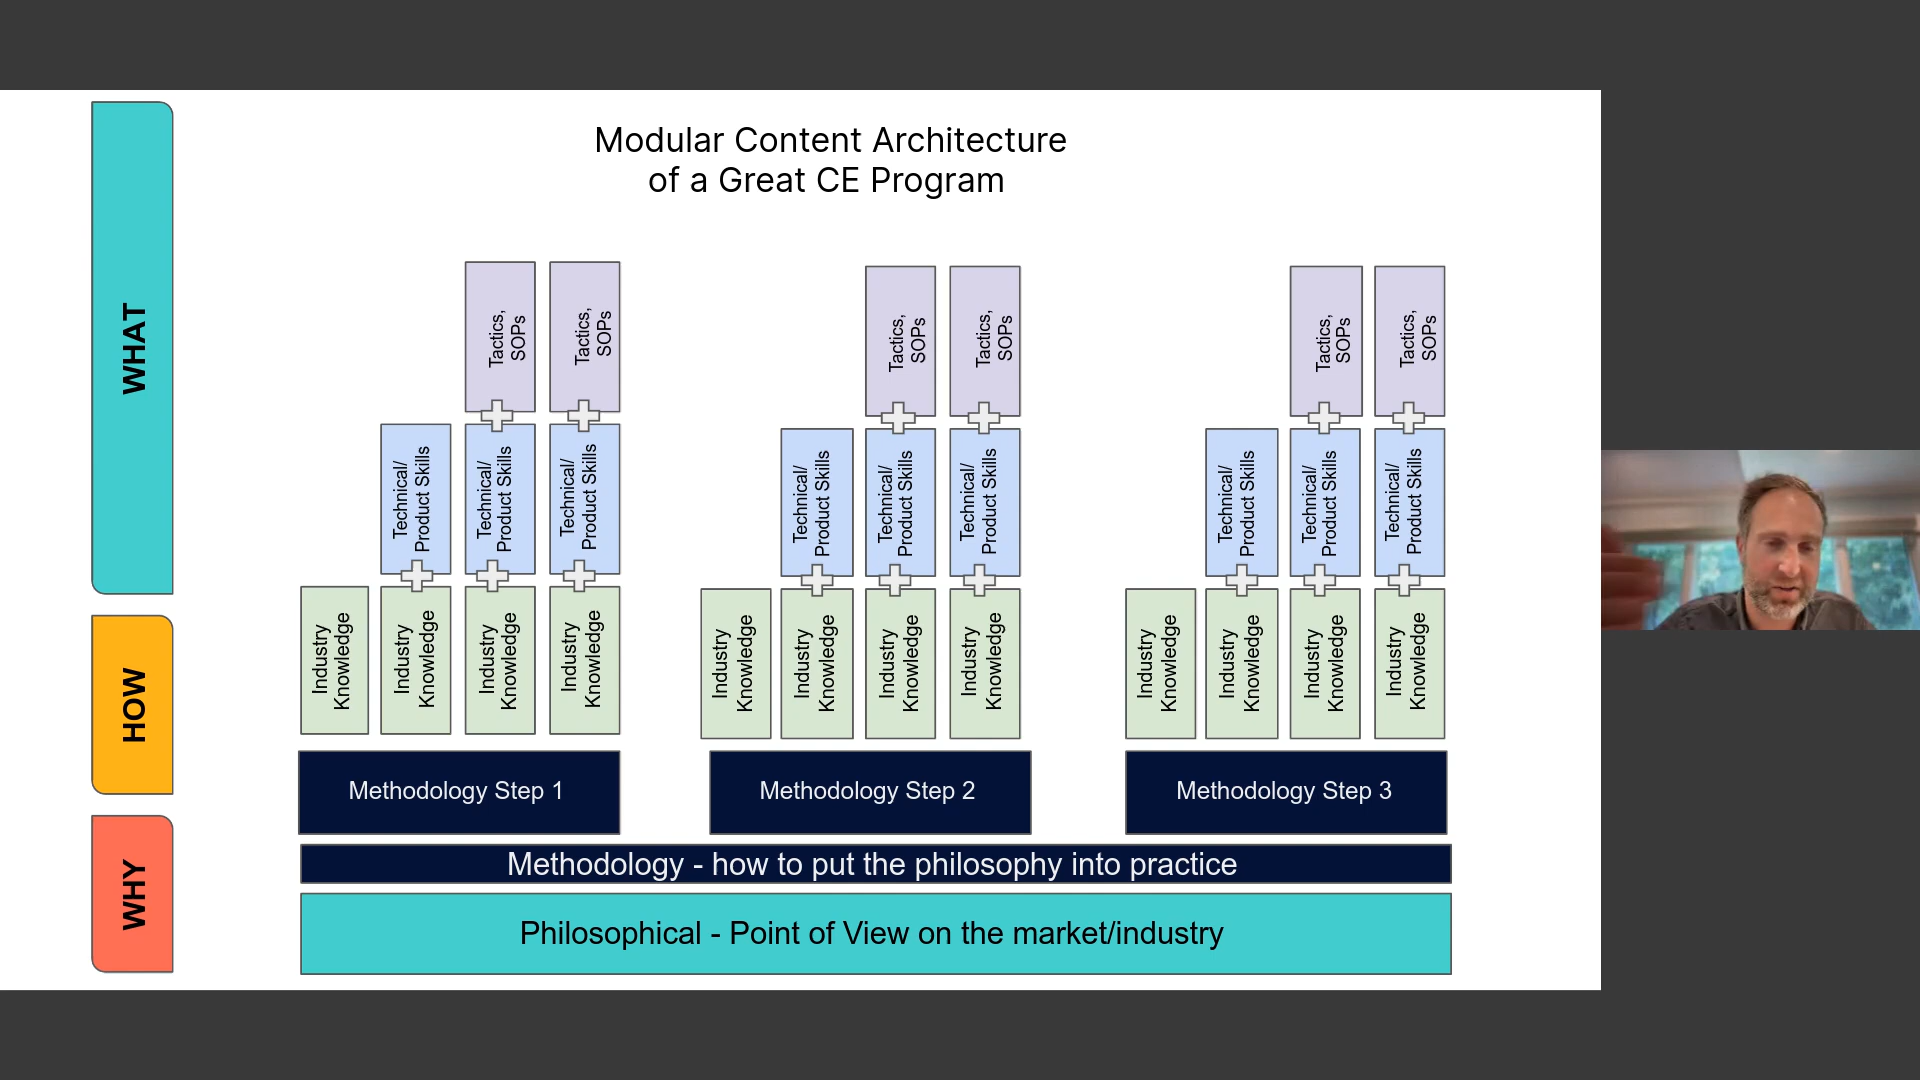 Modular Content Architecture
of a Great CE Program
WHAT
Tactics,
SOPs
Tactics,
SOPs
Tactics,
SOPs
Tactics,
SOPs
Tactics,
SOPs
Tactics,
SOPs
Technical/
Product Skills
Technical/
Product Skills
Technical/
Product Skills
Technical/
Product Skills
Technical/
Product Skills
Technical/
Product Skills
Technical/
Product Skills
Technical/
Product Skills
Technical/
Product Skills
HOW
Industry
Knowledge
Industry
Knowledge
Industry
Knowledge
Industry
Knowledge
Industry
Knowledge
Industry
Knowledge
Industry
Knowledge
Industry
Knowledge
Industry
Knowledge
Industry
Knowledge
Industry
Knowledge
Industry
Knowledge
Methodology Step 1
Methodology Step 2
Methodology Step 3
WHY
Methodology - how to put the philosophy into practice
Philosophical - Point of View on the market/industry